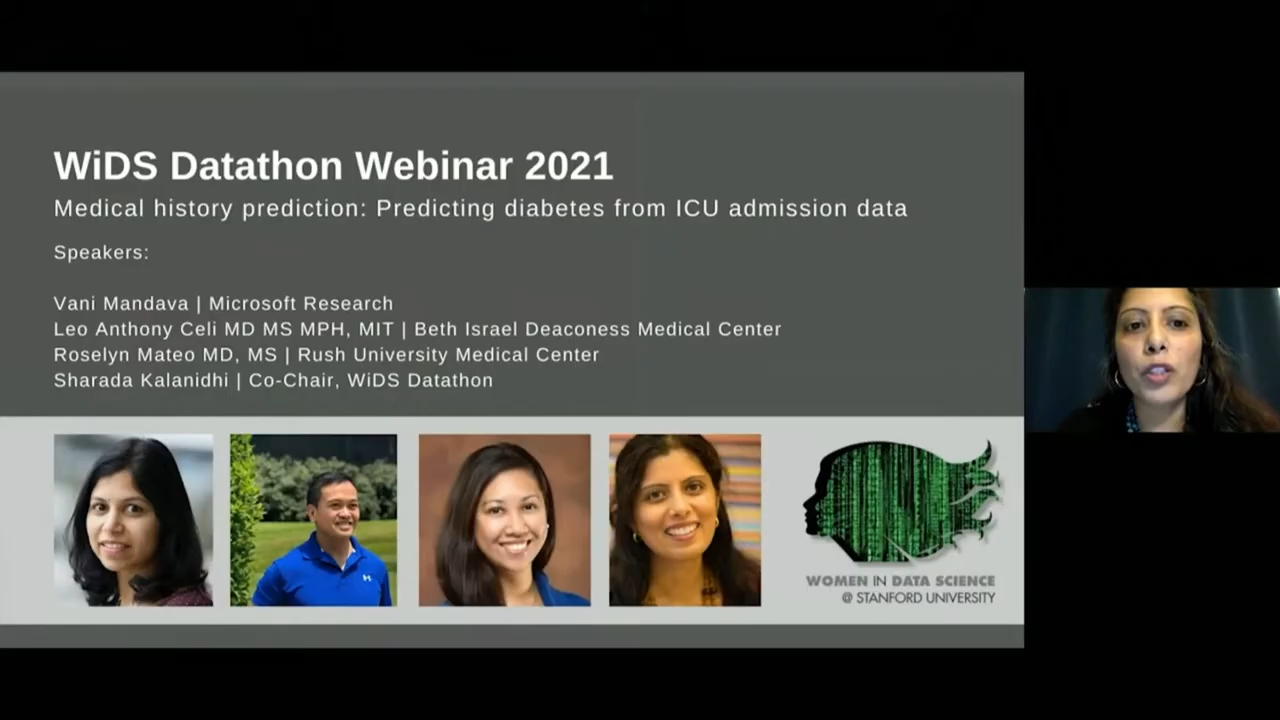 WiDS Datathon Webinar 2021
Medical history prediction: Predicting diabetes from ICU admission data
Speakers:
Vani Mandava | Microsoft Research
Leo Anthony Celi MD MS MPH, MIT | Beth Israel Deaconess Medical Center
Roselyn Mateo MD, MS | Rush University Medical Center
Sharada Kalanidhi | Co-Chair, WiDS Datathon
WOMEN IN DATA SCIENCE
@ STANFORD UNIVERSITY